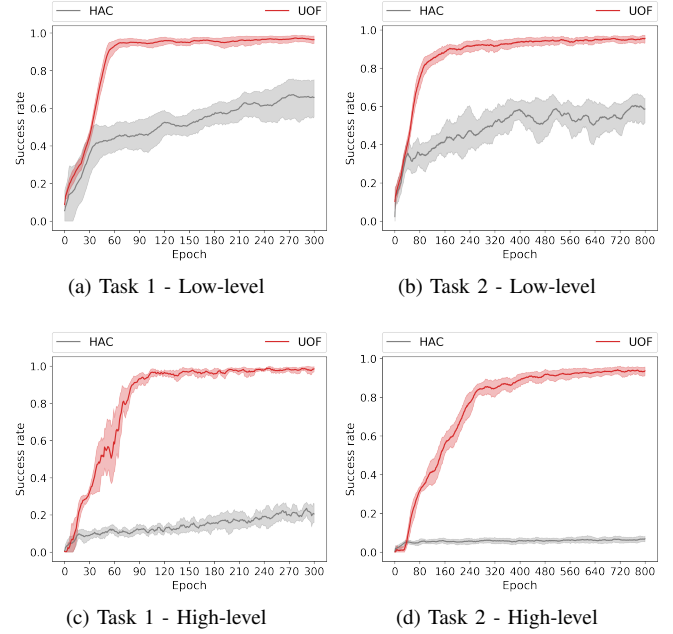 HAC UOF HAC UOF
1.0 1.0
0.8 0.8
0.6 0.6
0.4 0.4
0.2 0.2
0.0 0.0
Success rate Success rate
0 30 60 90 120 150 180 210 240 270 300 0 80 160 240 320 400 480 560 640 720 800
Epoch Epoch
(a) Task 1 - Low-level (b) Task 2 - Low-level
HAC UOF HAC UOF
1.0 1.0
0.8 0.8
0.6 0.6
0.4 0.4
0.2 0.2
0.0 0.0
Success rate Success rate
0 30 60 90 120 150 180 210 240 270 300 0 80 160 240 320 400 480 560 640 720 800
Epoch Epoch
(c) Task 1 - High-level (d) Task 2 - High-level